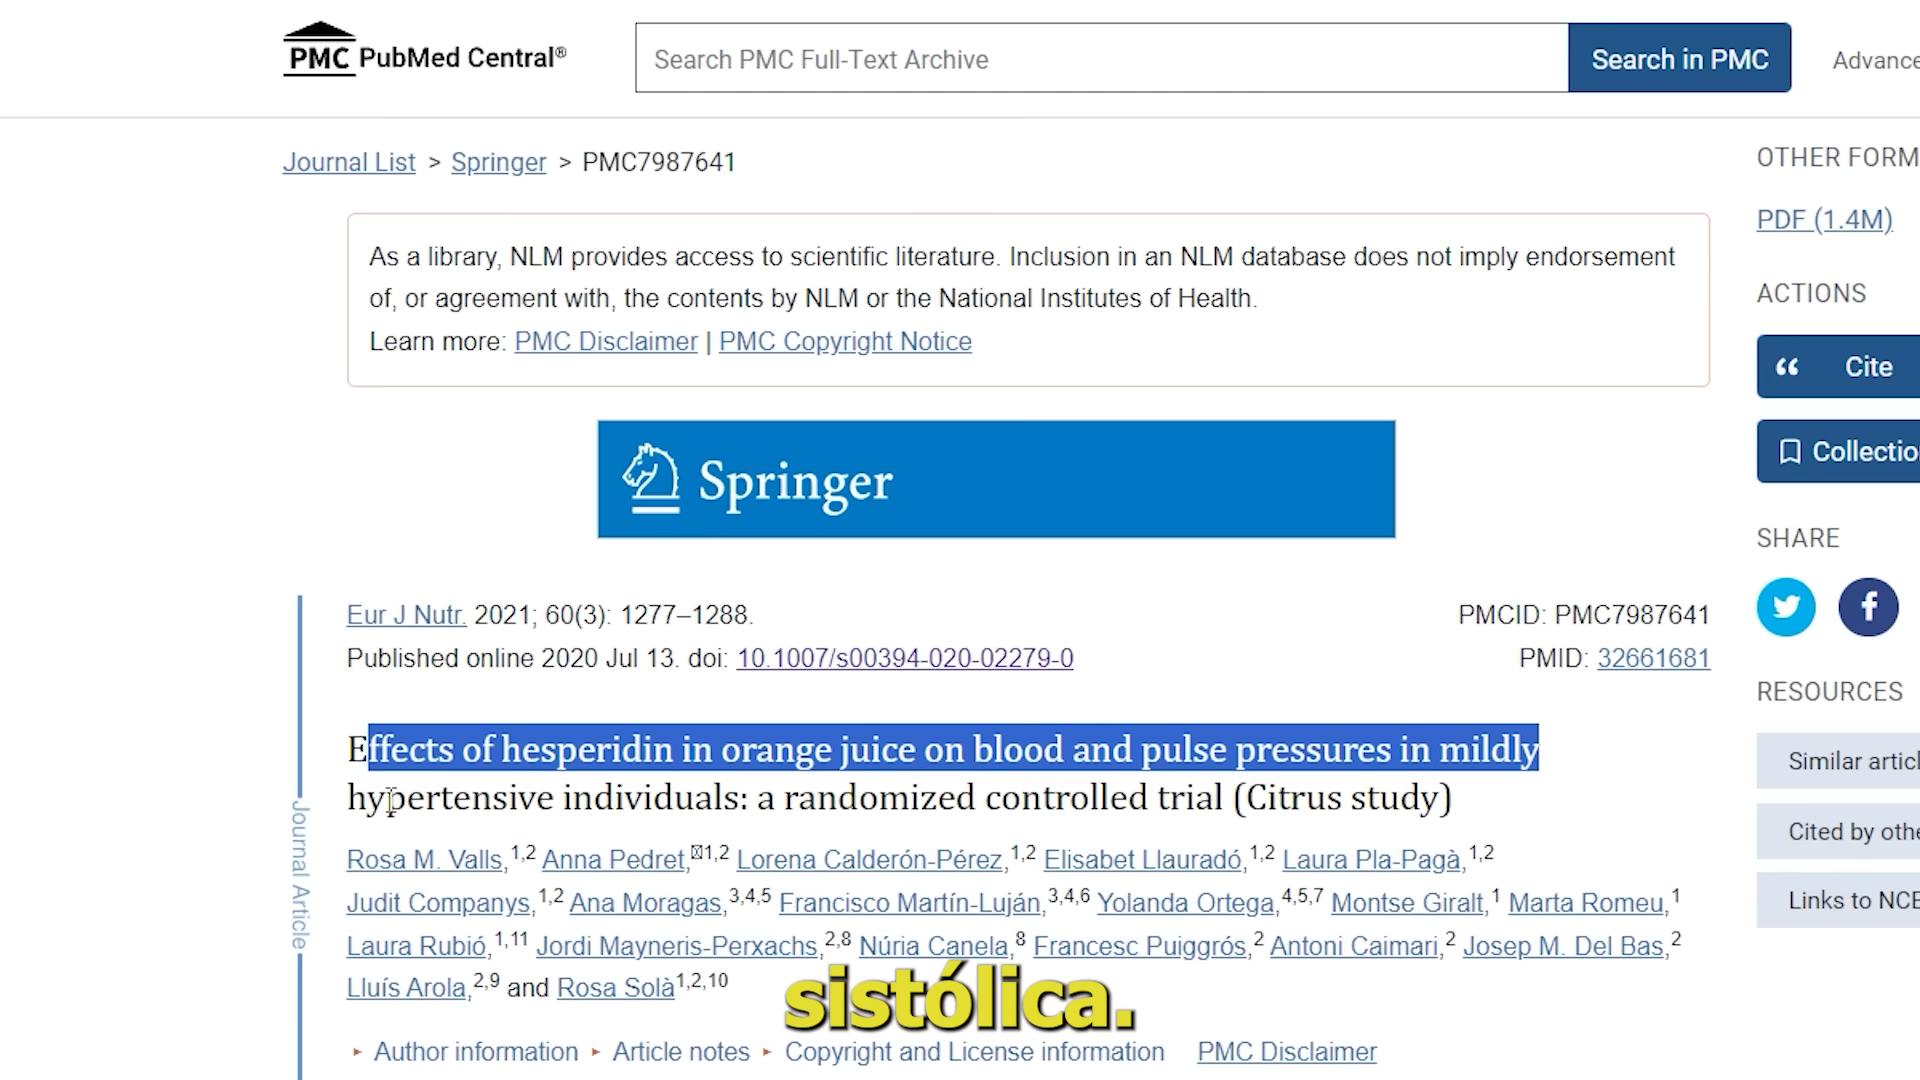 PMC PubMed Central®
Search PMC Full-Text Archive
Search in PMC
Advance
Journal List > Springer > PMC7987641
As a library, NLM provides access to scientific literature. Inclusion in an NLM database does not imply endorsement
of, or agreement with, the contents by NLM or the National Institutes of Health.
Learn more: PMC Disclaimer | PMC Copyright Notice
Springer
Eur J Nutr. 2021; 60(3): 1277–1288.
PMCID: PMC7987641
Published online 2020 Jul 13. doi: 10.1007/s00394-020-02279-0
PMID: 32661681
Journal Article
Effects of hesperidin in orange juice on blood and pulse pressures in mildly
hypertensive individuals: a randomized controlled trial (Citrus study)
Rosa M. Valls,1,2 Anna Pedret,1,2 Lorena Calderón-Pérez,1,2 Elisabet Llauradó,1,2 Laura Pla-Pagà,1,2
Judit Companys,1,2 Ana Moragas,3,4,5 Francisco Martín-Luján,3,4,6 Yolanda Ortega,4,5,7 Montse Giralt,1 Marta Romeu,1
Laura Rubió,1,11 Jordi Mayneris-Perxachs,2,8 Núria Canela,8 Francesc Puiggrós,2 Antoni Caimari,2 Josep M. Del Bas,2
Lluís Arola,2,9 and Rosa Solà1,2,10
sistólica.
▸ Author information ▸ Article notes ▸ Copyright and License information PMC Disclaimer
OTHER FORM
PDF (1.4M)
ACTIONS
Cite
Collectio
SHARE
RESOURCES
Similar articl
Cited by othe
Links to NCB